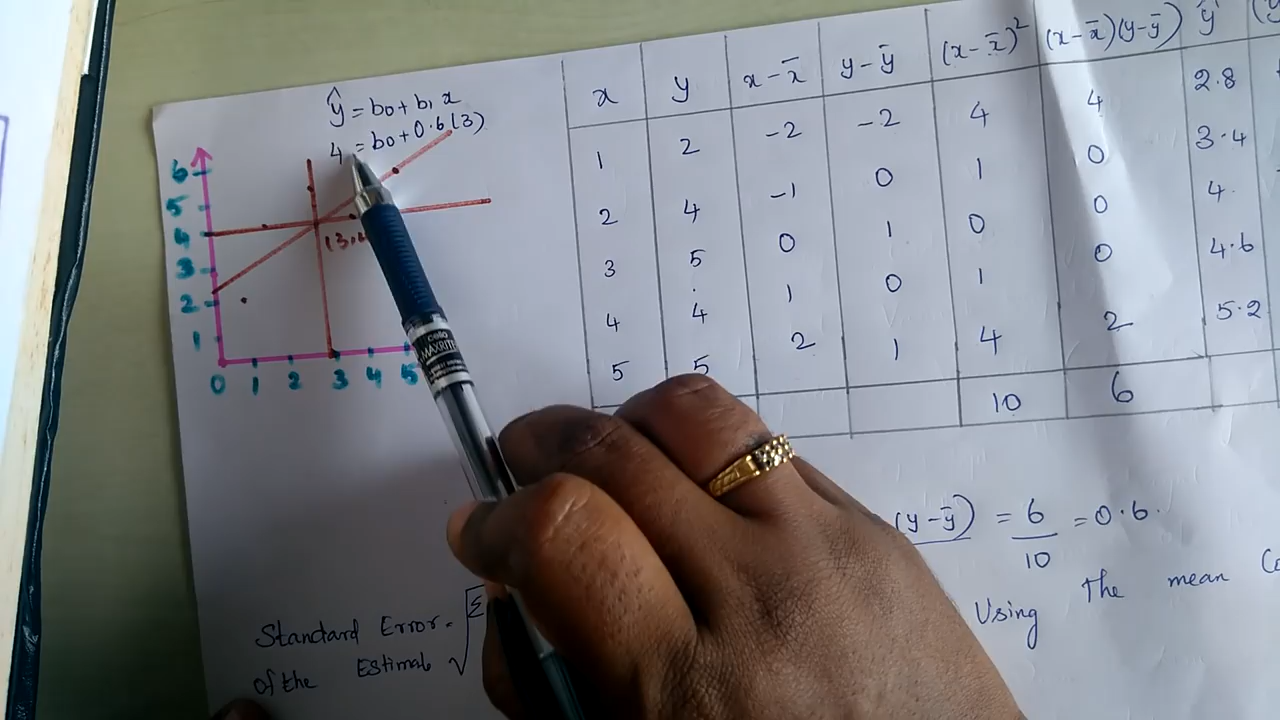 ŷ = b0 + b1 x
4 = b0 + 0.6 (3)
6
5
4
3
2
1
0 1 2 3 4 5
(3,
x y x - x̄ y - ȳ (x - x̄)² (x - x̄)(y - ȳ) ŷ
1 2 -2 -2 4 4 2.8
2 4 -1 0 1 0 3.4
3 5 0 1 0 0 4.
4 4 1 0 1 0 4.6
5 5 2 1 4 2 5.2
10 6
(y - ȳ) = 6/10 = 0.6.
Using the mean
Standard Error = √Σ
of the Estimate
cello
MAXRITER